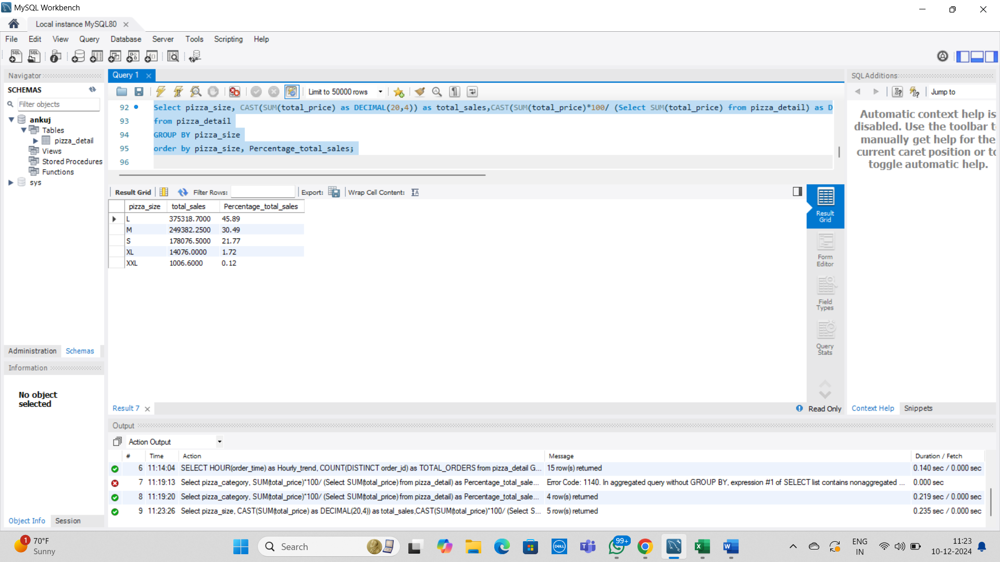 MySQL Workbench
Local instance MySQL80
File Edit View Query Database Server Tools Scripting Help
Navigator
SCHEMAS
Filter objects
ankuj
Tables
pizza_detail
Views
Stored Procedures
Functions
sys
Administration Schemas
Information
No object
selected
Object Info Session
Query 1
Limit to 50000 rows
92 Select pizza_size, CAST(SUM(total_price) as DECIMAL(20,4)) as total_sales,CAST(SUM(total_price)*100/ (Select SUM(total_price) from pizza_detail) as D
93 from pizza_detail
94 GROUP BY pizza_size
95 order by pizza_size, Percentage_total_sales;
96
Result Grid Filter Rows: Export: Wrap Cell Content:
pizza_size total_sales Percentage_total_sales
L 375318.7000 45.89
M 249382.2500 30.49
S 178076.5000 21.77
XL 14076.0000 1.72
XXL 1006.6000 0.12
Result
Grid
Form
Editor
Field
Types
Query
Stats
Result 7
Read Only
SQLAdditions
Jump to
Automatic context help is
disabled. Use the toolbar t
manually get help for the
current caret position or to
toggle automatic help.
Context Help Snippets
Output
Action Output
# Time Action Message Duration / Fetch
6 11:14:04 SELECT HOUR(order_time) as Hourly_trend, COUNT(DISTINCT order_id) as TOTAL_ORDERS from pizza_detail G... 15 row(s) returned 0.140 sec / 0.000 sec
7 11:19:13 Select pizza_category, SUM(total_price)*100/ (Select SUM(total_price) from pizza_detail) as Percentage_total_sale... Error Code: 1140. In aggregated query without GROUP BY, expression #1 of SELECT list contains nonaggregated ... 0.000 sec
8 11:19:20 Select pizza_category, SUM(total_price)*100/ (Select SUM(total_price) from pizza_detail) as Percentage_total_sale... 4 row(s) returned 0.219 sec / 0.000 sec
9 11:23:26 Select pizza_size, CAST(SUM(total_price) as DECIMAL(20,4)) as total_sales,CAST(SUM(total_price)*100/ (Select S... 5 row(s) returned 0.235 sec / 0.000 sec
1
70°F
Sunny
Search
DELL
99+
ENG
IN
11:23
10-12-2024